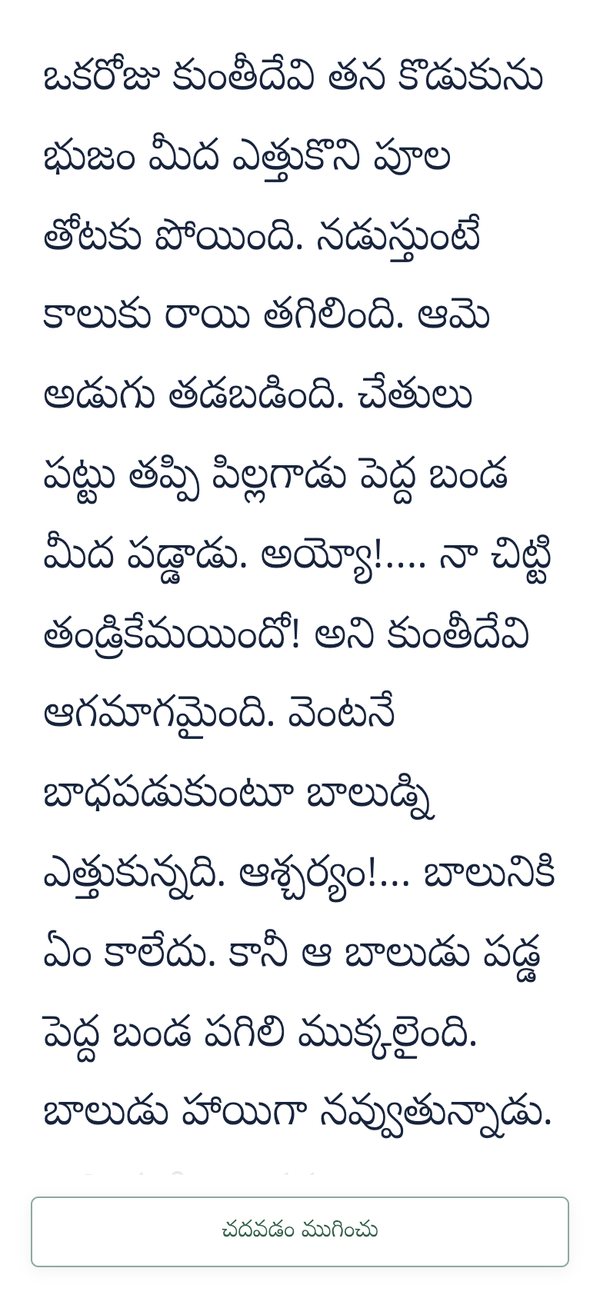 ఒకరోజు కుంతీదేవి తన కొడుకును
భుజం మీద ఎత్తుకొని పూల
తోటకు పోయింది. నడుస్తుంటే
కాలుకు రాయి తగిలింది. ఆమె
అడుగు తడబడింది. చేతులు
పట్టు తప్పి పిల్లగాడు పెద్ద బండ
మీద పడ్డాడు. అయ్యో!.... నా చిట్టి
తండ్రికేమయిందో! అని కుంతీదేవి
ఆగమాగమైంది. వెంటనే
బాధపడుకుంటూ బాలుడ్ని
ఎత్తుకున్నది. ఆశ్చర్యం!... బాలునికి
ఏం కాలేదు. కానీ ఆ బాలుడు పడ్డ
పెద్ద బండ పగిలి ముక్కలైంది.
బాలుడు హాయిగా నవ్వుతున్నాడు.
చదవడం ముగించు